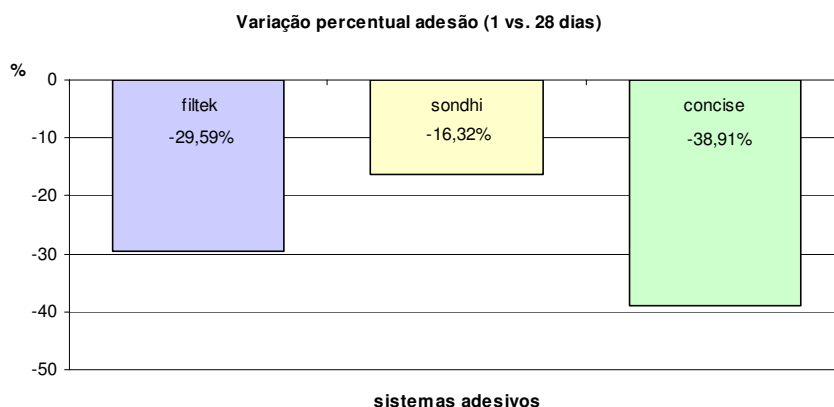 Variação percentual adesão (1 vs. 28 dias)
%
0
-10
-20
-30
-40
-50
filtek
-29,59%
sondhi
-16,32%
concise
-38,91%
sistemas adesivos